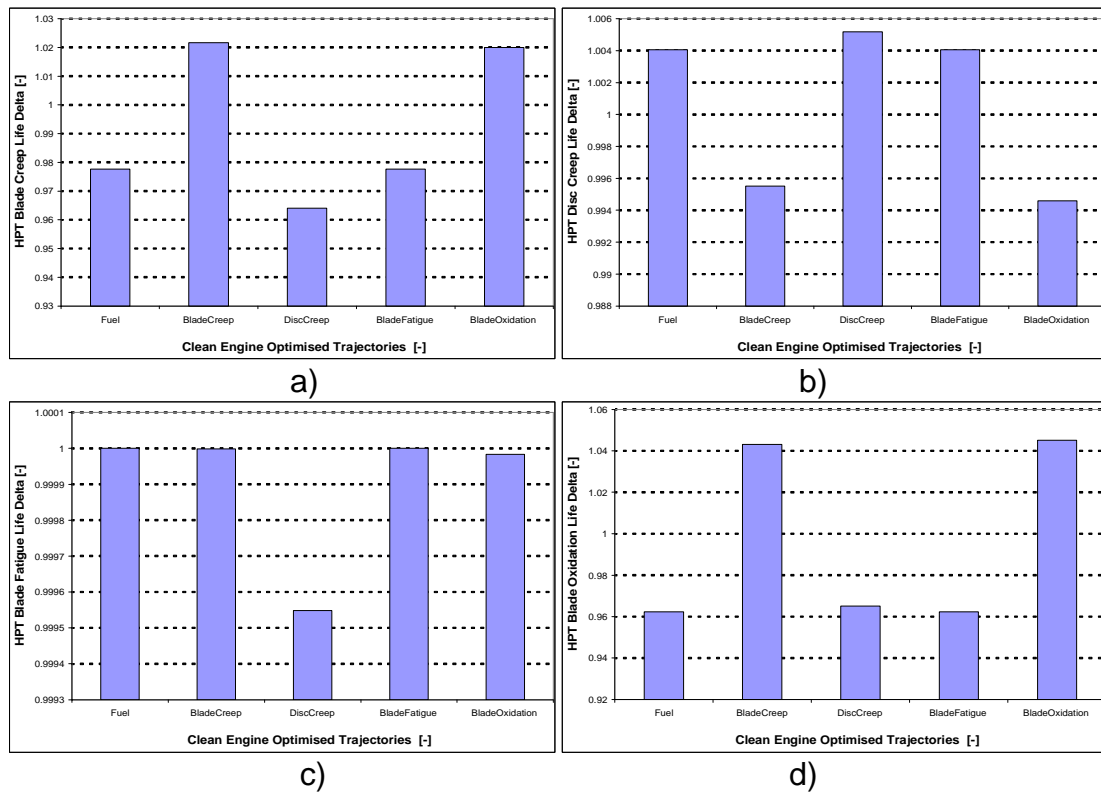 HPT Blade Creep Life Delta [-]
1.03
1.02
1.01
1
0.99
0.98
0.97
0.96
0.95
0.94
0.93
Fuel BladeCreep DiscCreep BladeFatigue BladeOxidation
Clean Engine Optimised Trajectories [-]
a)
HPT Disc Creep Life Delta [-]
1.006
1.004
1.002
1
0.998
0.996
0.994
0.992
0.99
0.988
Fuel BladeCreep DiscCreep BladeFatigue BladeOxidation
Clean Engine Optimised Trajectories [-]
b)
HPT Blade Fatigue Life Delta [-]
1.0001
1
0.9999
0.9998
0.9997
0.9996
0.9995
0.9994
0.9993
Fuel BladeCreep DiscCreep BladeFatigue BladeOxidation
Clean Engine Optimised Trajectories [-]
c)
HPT Blade Oxidation Life Delta [-]
1.06
1.04
1.02
1
0.98
0.96
0.94
0.92
Fuel BladeCreep DiscCreep BladeFatigue BladeOxidation
Clean Engine Optimised Trajectories [-]
d)